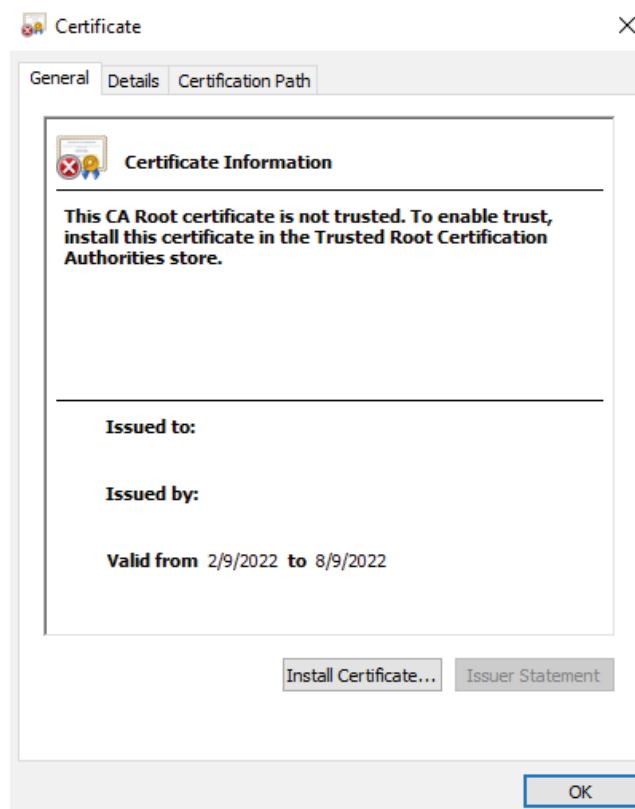 Certificate
General Details Certification Path
Certificate Information
This CA Root certificate is not trusted. To enable trust,
install this certificate in the Trusted Root Certification
Authorities store.
Issued to:
Issued by:
Valid from 2/9/2022 to 8/9/2022
Install Certificate... Issuer Statement
OK